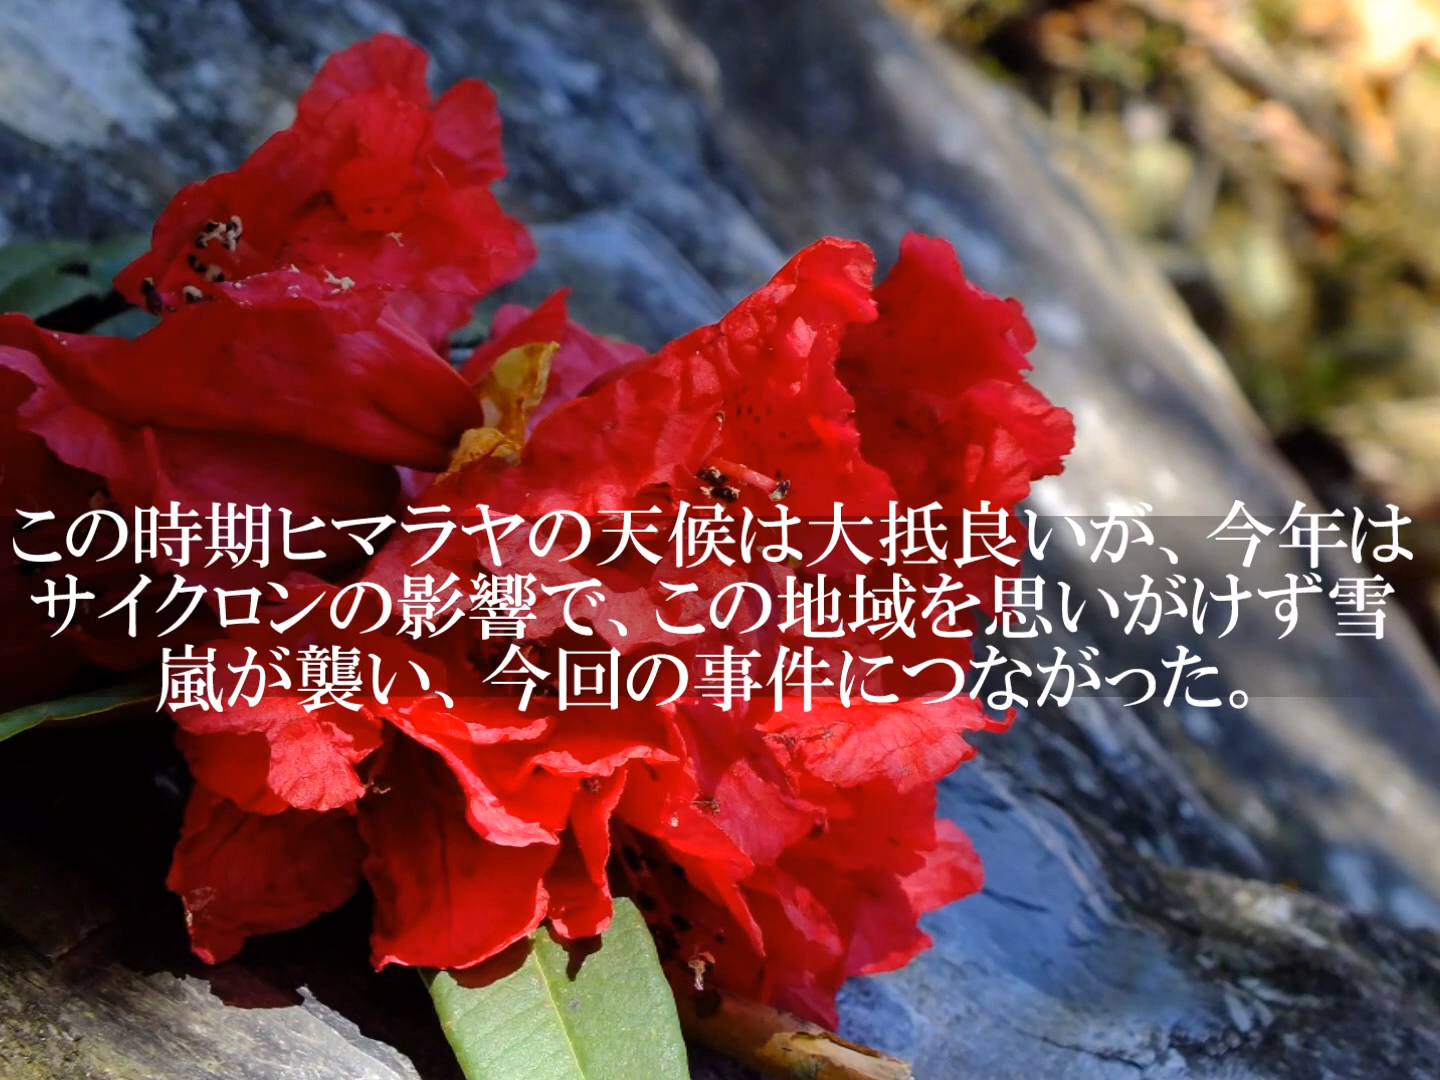 この時期ヒマラヤの天候は大抵良いが、今年は
サイクロンの影響で、この地域を思いがけず雪
嵐が襲い、今回の事件につながった。